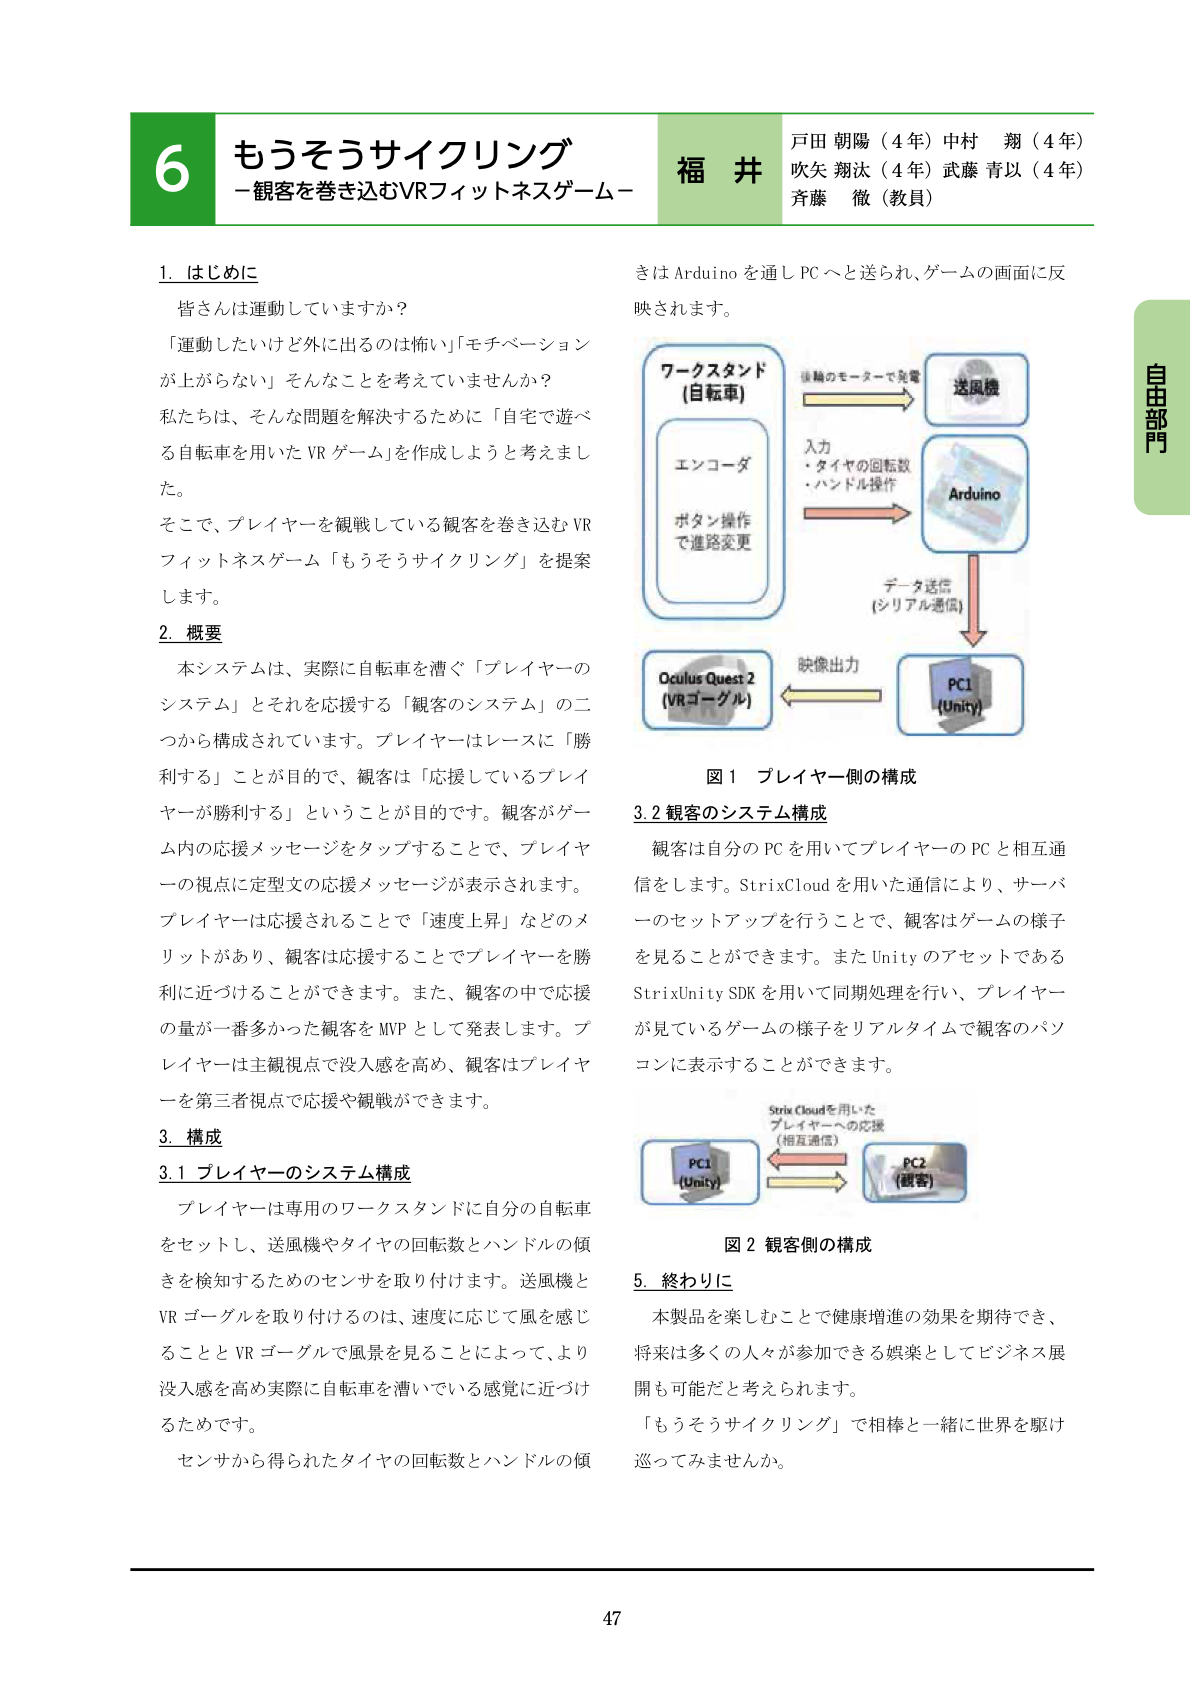 6
もうそうサイクリング
－観客を巻き込むVRフィットネスゲーム－
福　井
戸田 朝陽（４年）中村　翔（４年）
吹矢 翔汰（４年）武藤 青以（４年）
斉藤　徹（教員）
自由部門
1. はじめに
皆さんは運動していますか？
「運動したいけど外に出るのは怖い」「モチベーション
が上がらない」そんなことを考えていませんか？
私たちは、そんな問題を解決するために「自宅で遊べ
る自転車を用いた VR ゲーム」を作成しようと考えまし
た。
そこで、プレイヤーを観戦している観客を巻き込む VR
フィットネスゲーム「もうそうサイクリング」を提案
します。
2. 概要
本システムは、実際に自転車を漕ぐ「プレイヤーの
システム」とそれを応援する「観客のシステム」の二
つから構成されています。プレイヤーはレースに「勝
利する」ことが目的で、観客は「応援しているプレイ
ヤーが勝利する」ということが目的です。観客がゲー
ム内の応援メッセージをタップすることで、プレイヤ
ーの視点に定型文の応援メッセージが表示されます。
プレイヤーは応援されることで「速度上昇」などのメ
リットがあり、観客は応援することでプレイヤーを勝
利に近づけることができます。また、観客の中で応援
の量が一番多かった観客を MVP として発表します。プ
レイヤーは主観視点で没入感を高め、観客はプレイヤ
ーを第三者視点で応援や観戦ができます。
3. 構成
3.1 プレイヤーのシステム構成
プレイヤーは専用のワークスタンドに自分の自転車
をセットし、送風機やタイヤの回転数とハンドルの傾
きを検知するためのセンサを取り付けます。送風機と
VR ゴーグルを取り付けるのは、速度に応じて風を感じ
ることと VR ゴーグルで風景を見ることによって、より
没入感を高め実際に自転車を漕いでいる感覚に近づけ
るためです。
センサから得られたタイヤの回転数とハンドルの傾
きは Arduino を通し PC へと送られ、ゲームの画面に反
映されます。
ワークスタンド
(自転車)
エンコーダ
ボタン操作
で進路変更
後輪のモーターで発電
送風機
入力
・タイヤの回転数
・ハンドル操作
Arduino
データ送信
(シリアル通信)
Oculus Quest 2
(VRゴーグル)
映像出力
PC1
(Unity)
図１　プレイヤー側の構成
3.2 観客のシステム構成
観客は自分の PC を用いてプレイヤーの PC と相互通
信をします。StrixCloud を用いた通信により、サーバ
ーのセットアップを行うことで、観客はゲームの様子
を見ることができます。また Unity のアセットである
StrixUnity SDK を用いて同期処理を行い、プレイヤー
が見ているゲームの様子をリアルタイムで観客のパソ
コンに表示することができます。
Strix Cloudを用いた
プレイヤーへの応援
（相互通信）
PC1
(Unity)
PC2
(観客)
図２ 観客側の構成
5. 終わりに
本製品を楽しむことで健康増進の効果を期待でき、
将来は多くの人々が参加できる娯楽としてビジネス展
開も可能だと考えられます。
「もうそうサイクリング」で相棒と一緒に世界を駆け
巡ってみませんか。
47